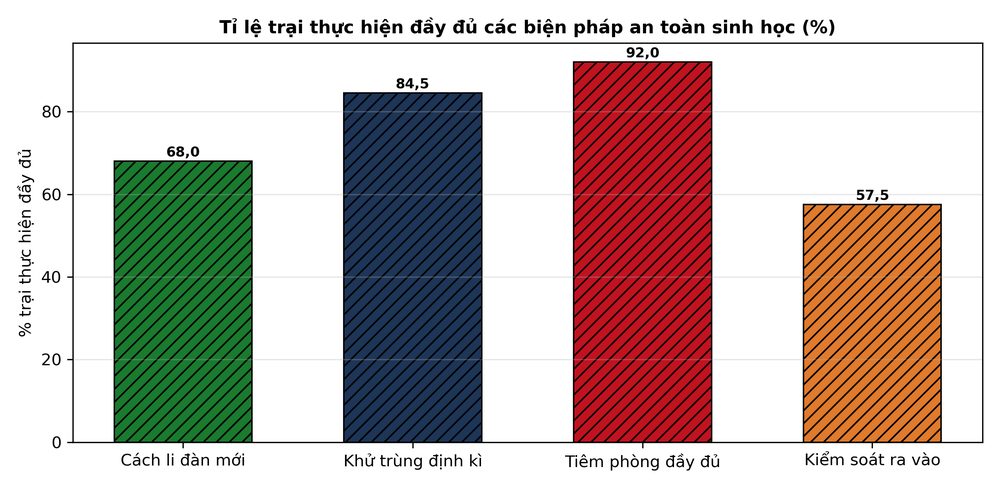 Tỉ lệ trại thực hiện đầy đủ các biện pháp an toàn sinh học (%)
% trại thực hiện đầy đủ
80
60
40
20
0
68,0
84,5
92,0
57,5
Cách li đàn mới
Khử trùng định kì
Tiêm phòng đầy đủ
Kiểm soát ra vào